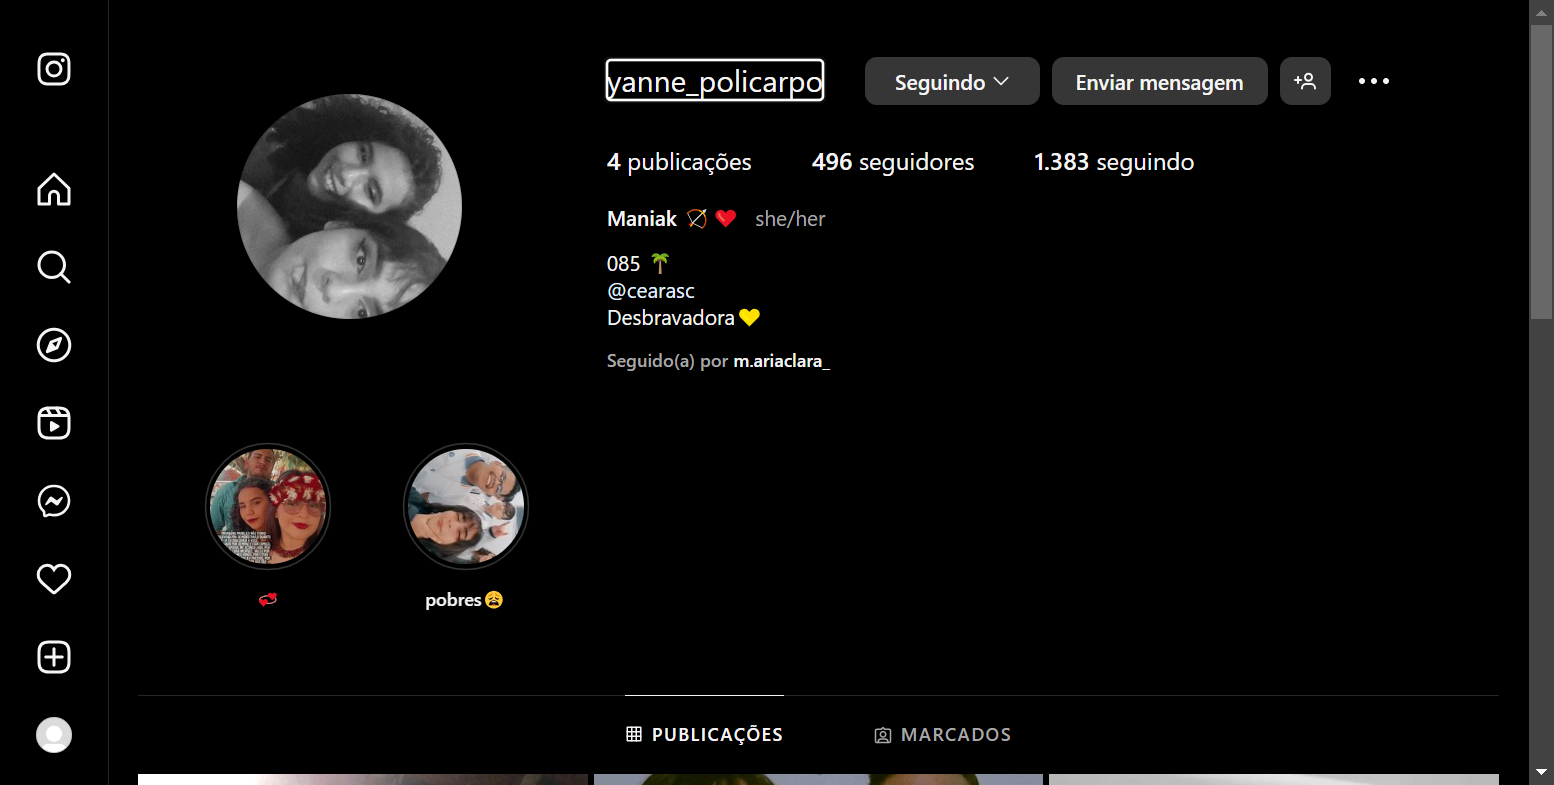 yanne_policarpo
Seguindo
Enviar mensagem
4 publicações
496 seguidores
1.383 seguindo
Maniak 🏹❤️ she/her
085 🌴
@cearasc
Desbravadora💛
Seguido(a) por m.ariaclara_
💞
pobres😩
PUBLICAÇÕES
MARCADOS